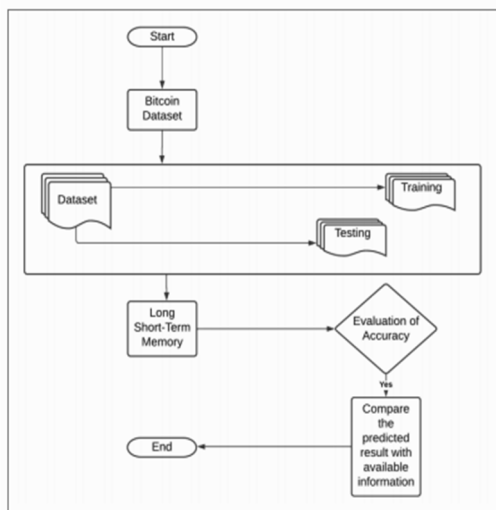 Start
Bitcoin
Dataset
Dataset
Training
Testing
Long
Short-Term
Memory
Evaluation of
Accuracy
Yes
Compare
the
predicted
result with
available
information
End